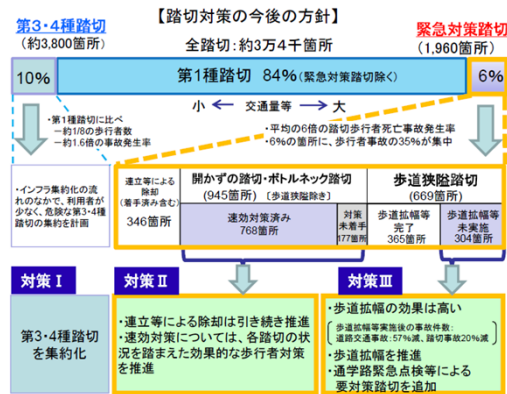 【踏切対策の今後の方針】
第3・4種踏切
(約3,800箇所)
全踏切：約3万4千箇所
緊急対策踏切
(1,960箇所)
10%
第1種踏切 84%(緊急対策踏切除く)
6%
小 ⟵ 交通量等 ⟶ 大
・第1種踏切に比べ
－約1/8の歩行者数
－約1.6倍の事故発生率
・平均の6倍の踏切歩行者死亡事故発生率
・6%の箇所に、歩行者事故の35%が集中
・インフラ集約化の流
れのなかで、利用者が
少なく、危険な第3・4種
踏切の集約を計画
連立等による
除却
(着手済み含む)
346箇所
開かずの踏切・ボトルネック踏切
(945箇所) 〔歩道狭隘除き〕
速効対策済み
768箇所
対策
未着手
177箇所
歩道狭隘踏切
(669箇所)
歩道拡幅等
完了
365箇所
歩道拡幅等
未実施
304箇所
対策Ⅰ
第3・4種踏切
を集約化
対策Ⅱ
・連立等による除却は引き続き推進
・速効対策については、各踏切の状
況を踏まえた効果的な歩行者対策
を推進
対策Ⅲ
・歩道拡幅の効果は高い
歩道拡幅等実施後の事故件数：
道路交通事故：57%減、踏切事故20%減
・歩道拡幅を推進
・通学路緊急点検等による
要対策踏切を追加